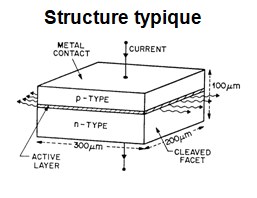 Structure typique
METAL
CONTACT
CURRENT
p-TYPE
n-TYPE
100μm
ACTIVE
LAYER
300μm
200μm
CLEAVED
FACET